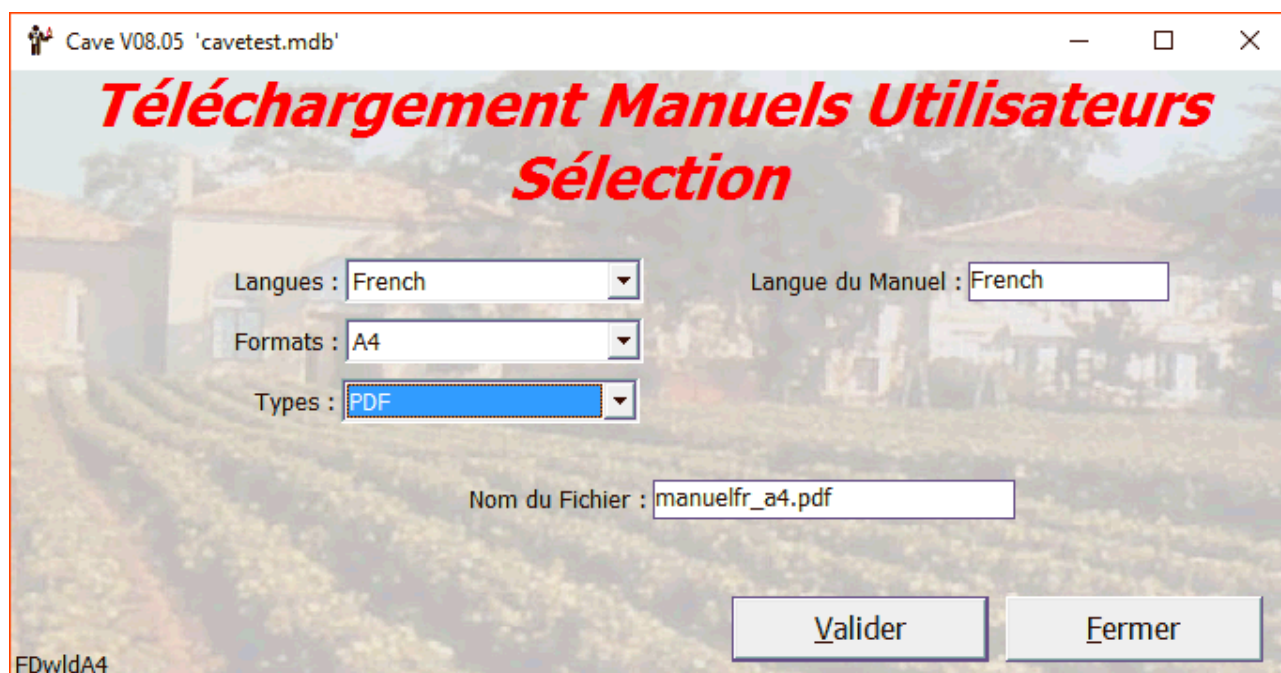 Cave V08.05 'cavetest.mdb'
Téléchargement Manuels Utilisateurs
Sélection
Langues : French
Langue du Manuel : French
Formats : A4
Types : PDF
Nom du Fichier : manuelfr_a4.pdf
Valider
Fermer
FDwldA4